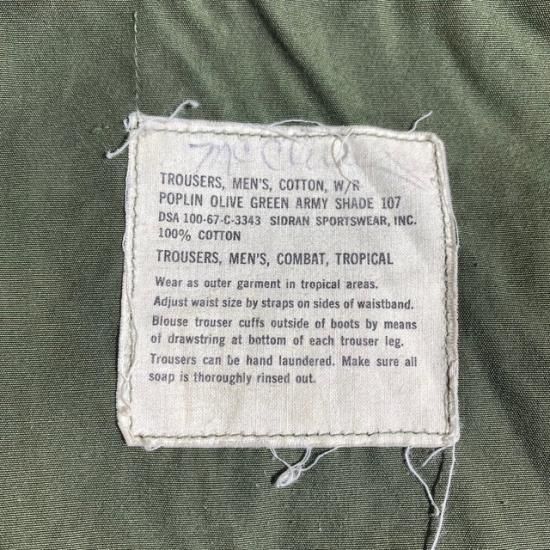 TROUSERS, MEN'S, COTTON, W/R
POPLIN OLIVE GREEN ARMY SHADE 107
DSA 100-67-C-3343 SIDRAN SPORTSWEAR, INC.
100% COTTON
TROUSERS, MEN'S, COMBAT, TROPICAL
Wear as outer garment in tropical areas.
Adjust waist size by straps on sides of waistband.
Blouse trouser cuffs outside of boots by means
of drawstring at bottom of each trouser leg.
Trousers can be hand laundered. Make sure all
soap is thoroughly rinsed out.